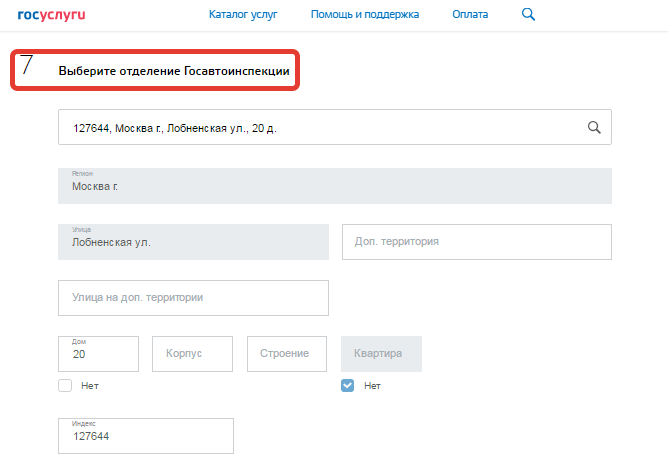 госуслуги Каталог услуг Помощь и поддержка Оплата
7 Выберите отделение Госавтоинспекции
127644, Москва г., Лобненская ул., 20 д.
Регион
Москва г.
Улица
Лобненская ул. Доп. территория
Улица на доп. территории
Дом
20 Корпус Строение Квартира
Нет Нет
Индекс
127644